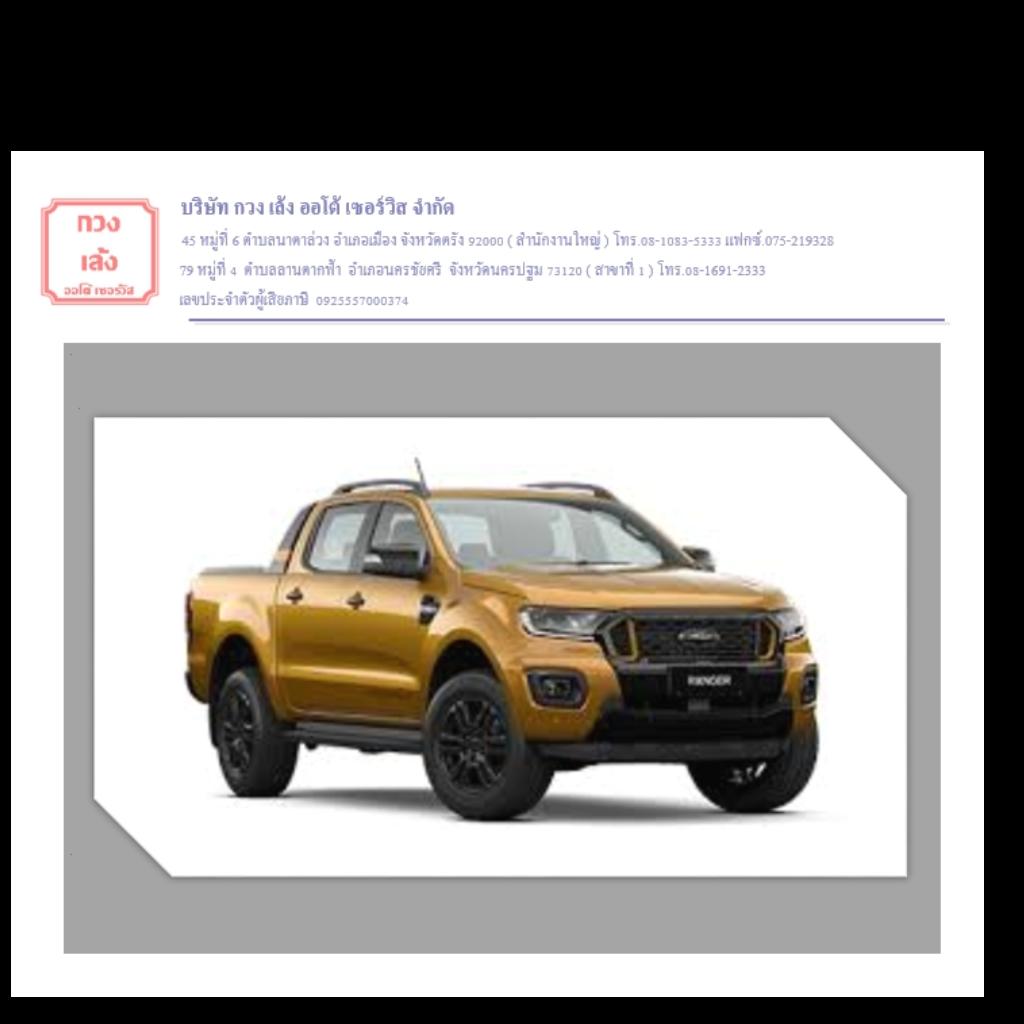 กวง
เล้ง
ออโต้ เซอร์วิส
บริษัท กวง เล้ง ออโต้ เซอร์วิส จำกัด
45 หมู่ที่ 6 ตำบลนาตาล่วง อำเภอเมือง จังหวัดตรัง 92000 ( สำนักงานใหญ่ ) โทร.08-1083-5333 แฟกซ์.075-219328
79 หมู่ที่ 4 ตำบลลานตากฟ้า อำเภอนครชัยศรี จังหวัดนครปฐม 73120 ( สาขาที่ 1 ) โทร.08-1691-2333
เลขประจำตัวผู้เสียภาษี 0925557000374
RANGER